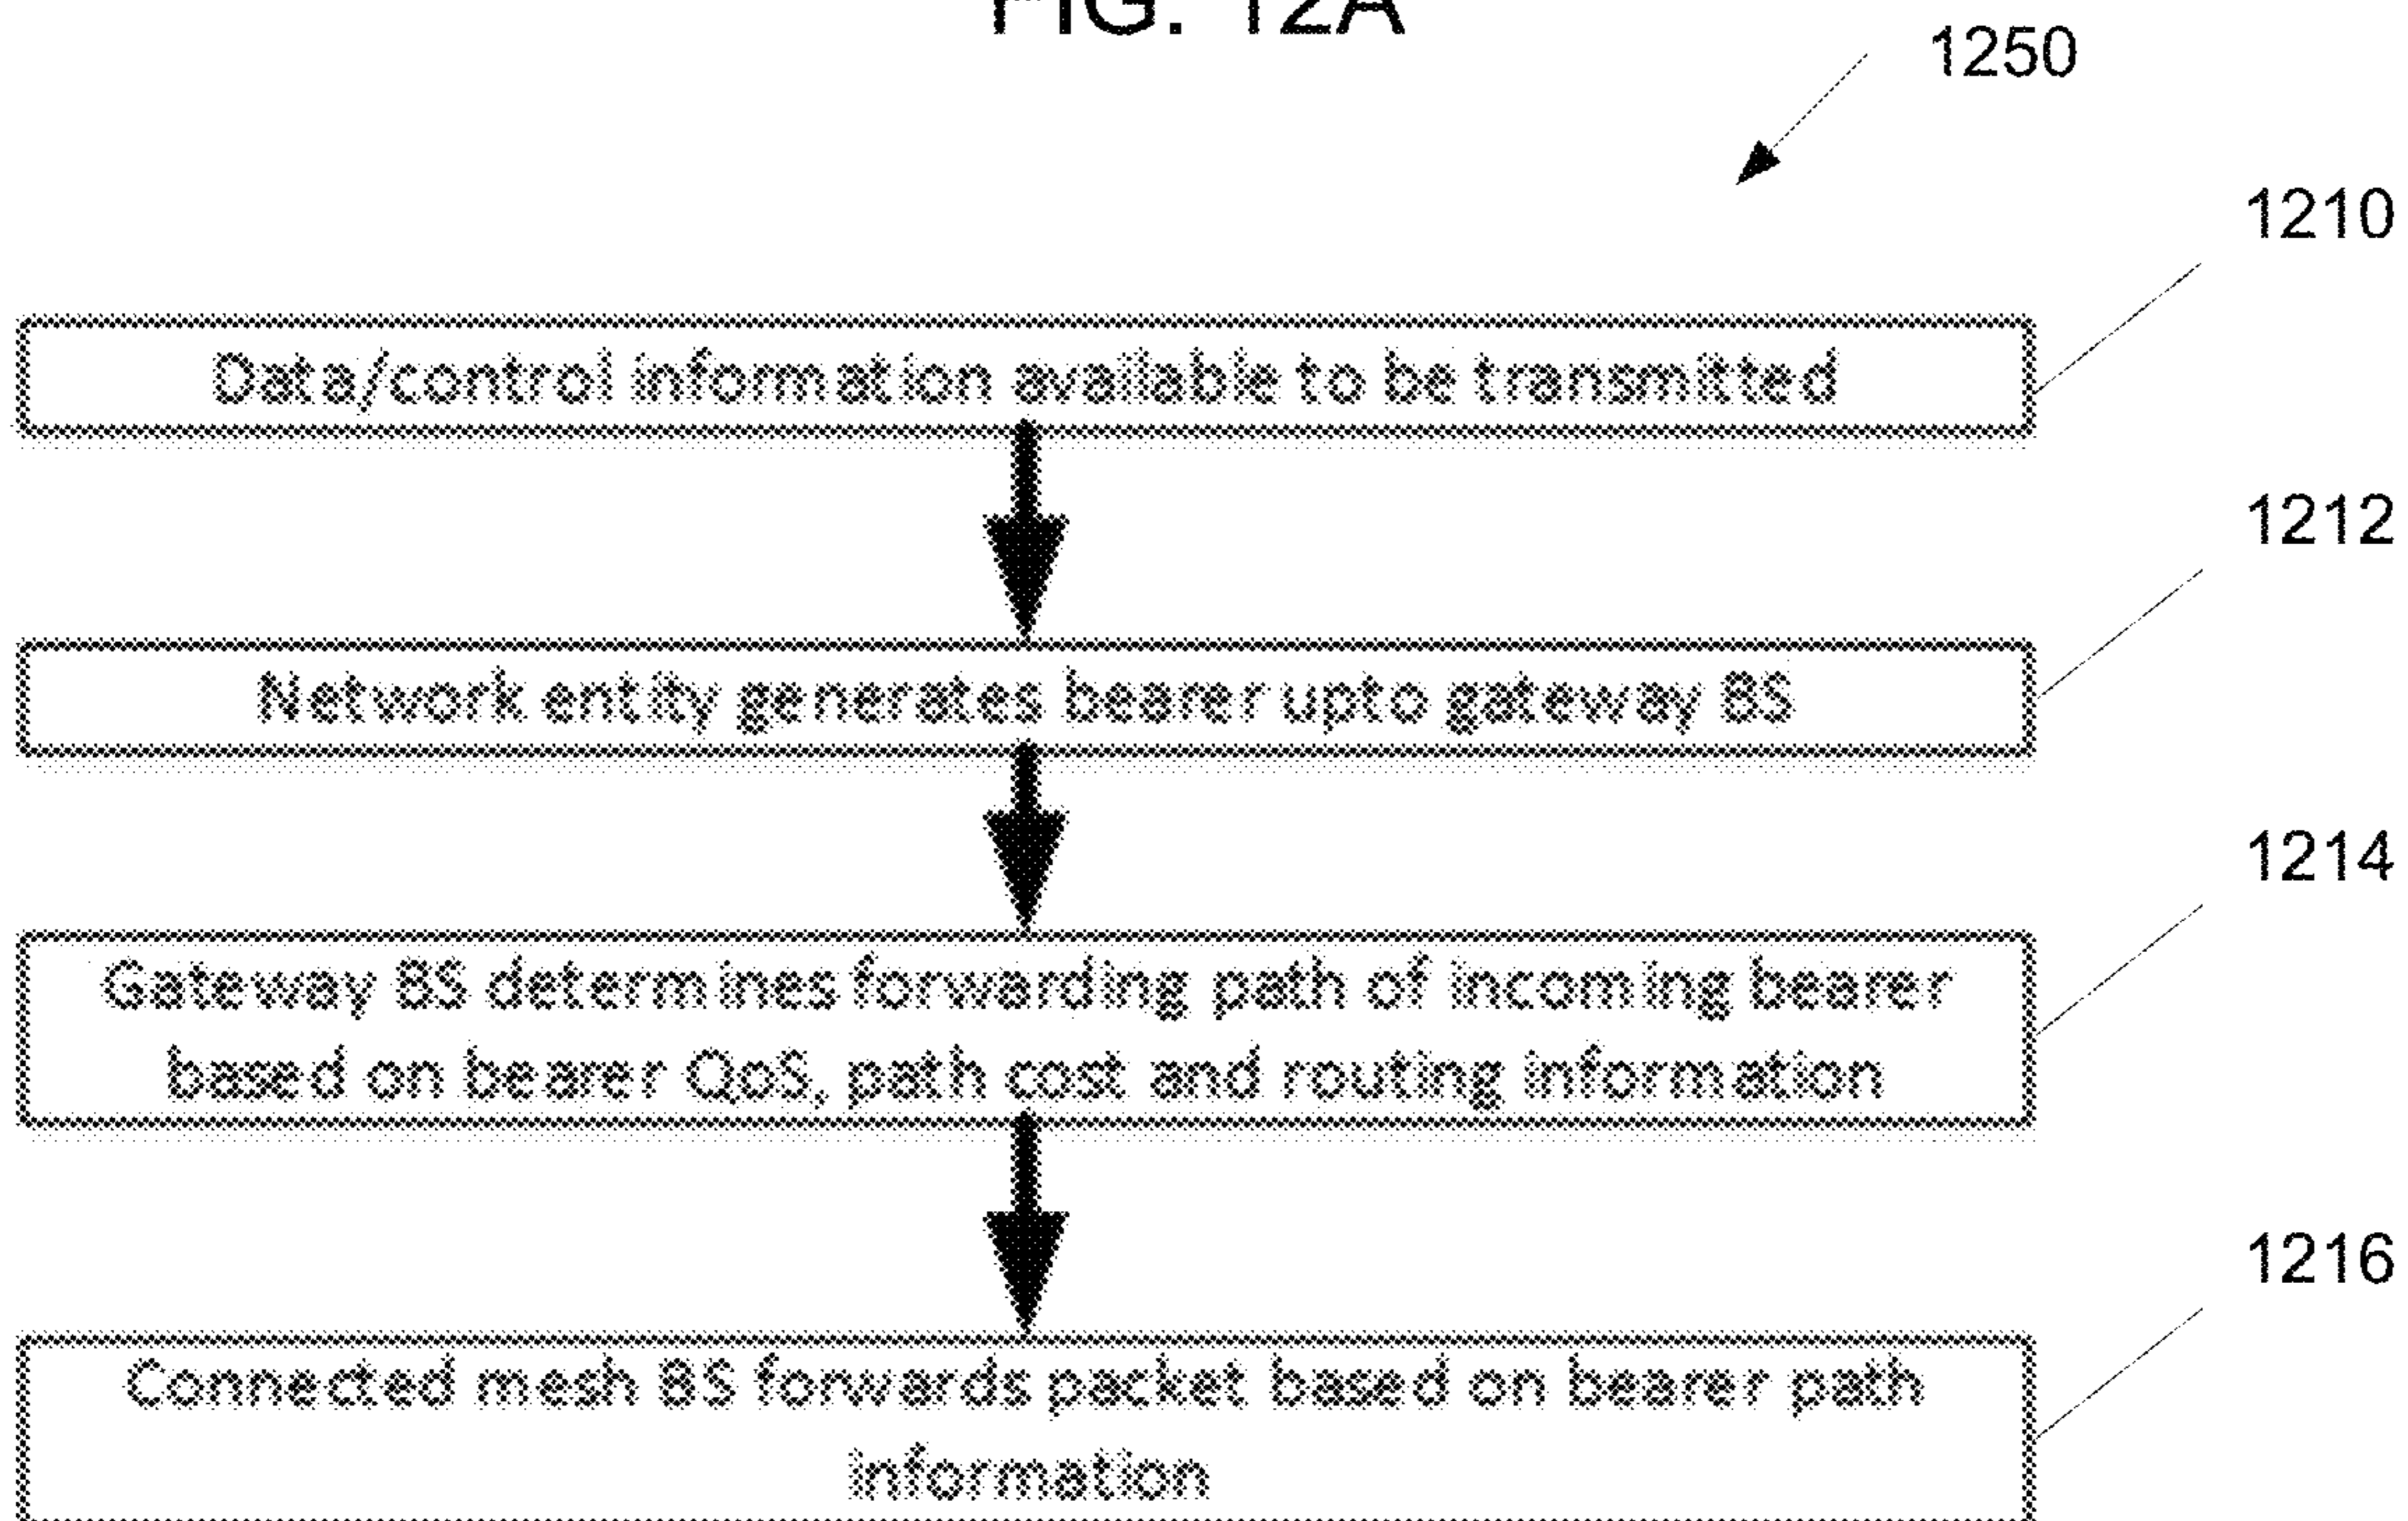 FIG. 12A
1250
1210
Data/control information available to be transmitted
1212
Network entity generates bearer upto gateway BS
1214
Gateway BS determines forwarding path of incoming bearer
based on bearer QoS, path cost and routing information
1216
Connected mesh BS forwards packet based on bearer path
information